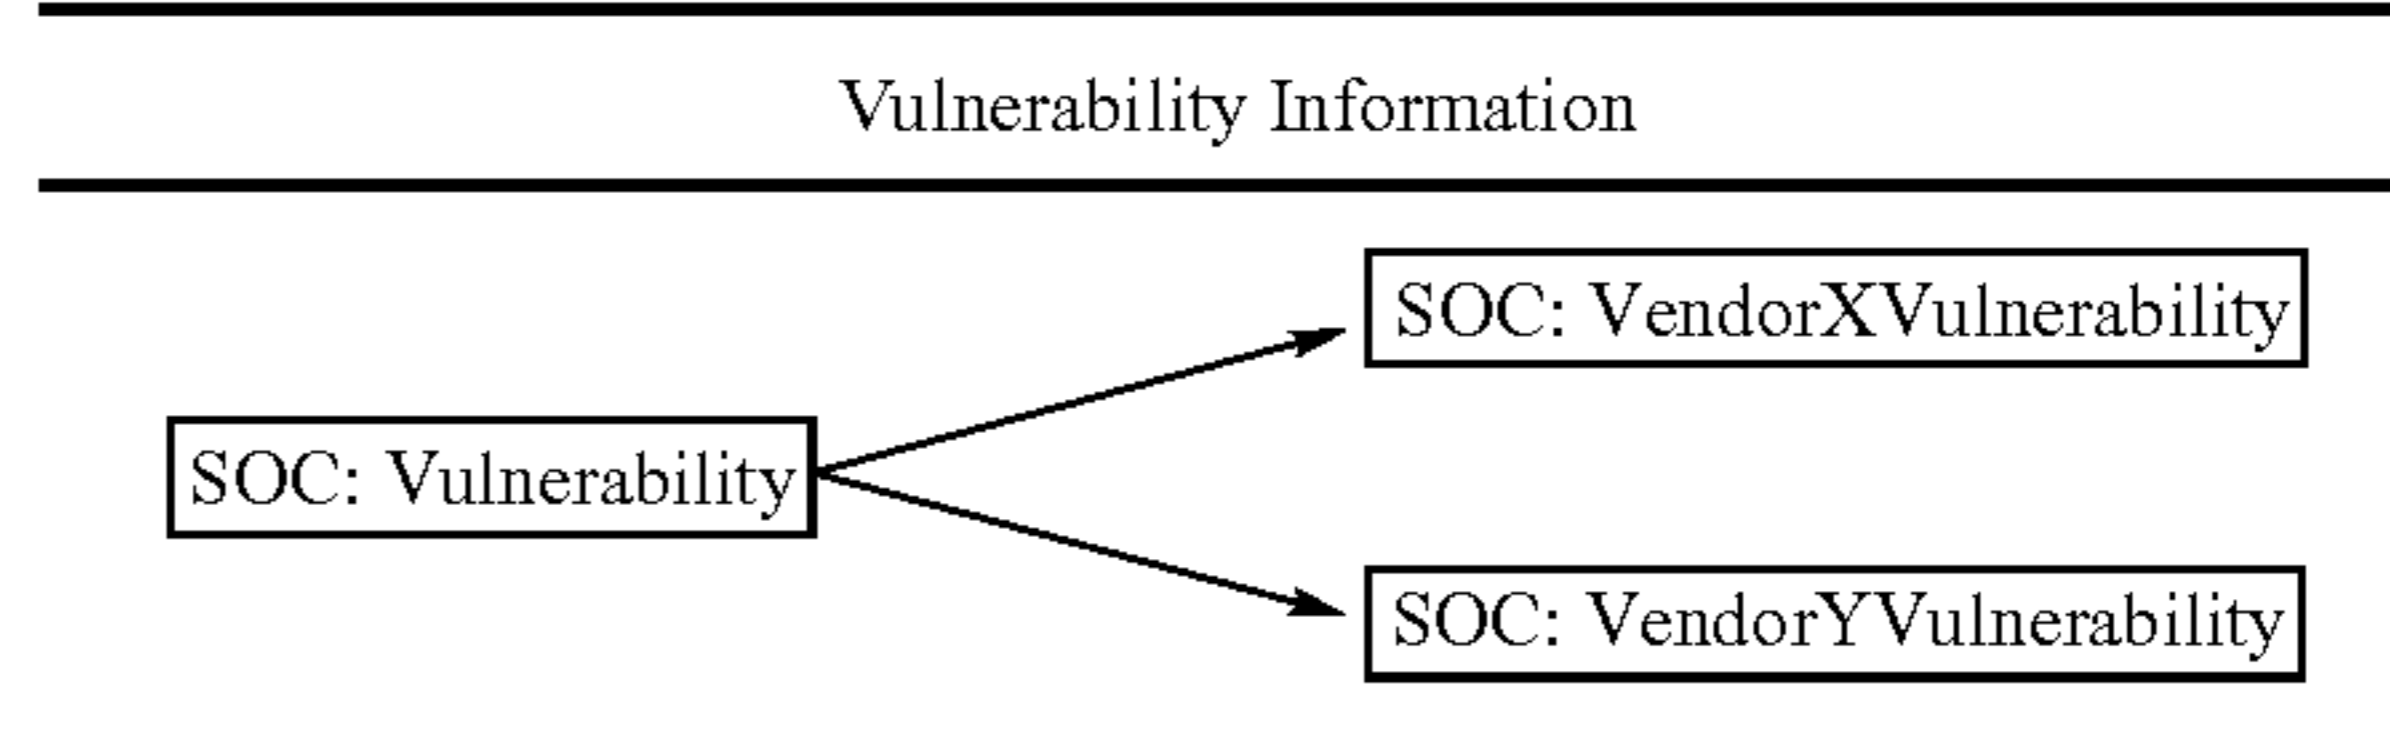 Vulnerability Information
SOC: VendorXVulnerability
SOC: Vulnerability
SOC: VendorYVulnerability